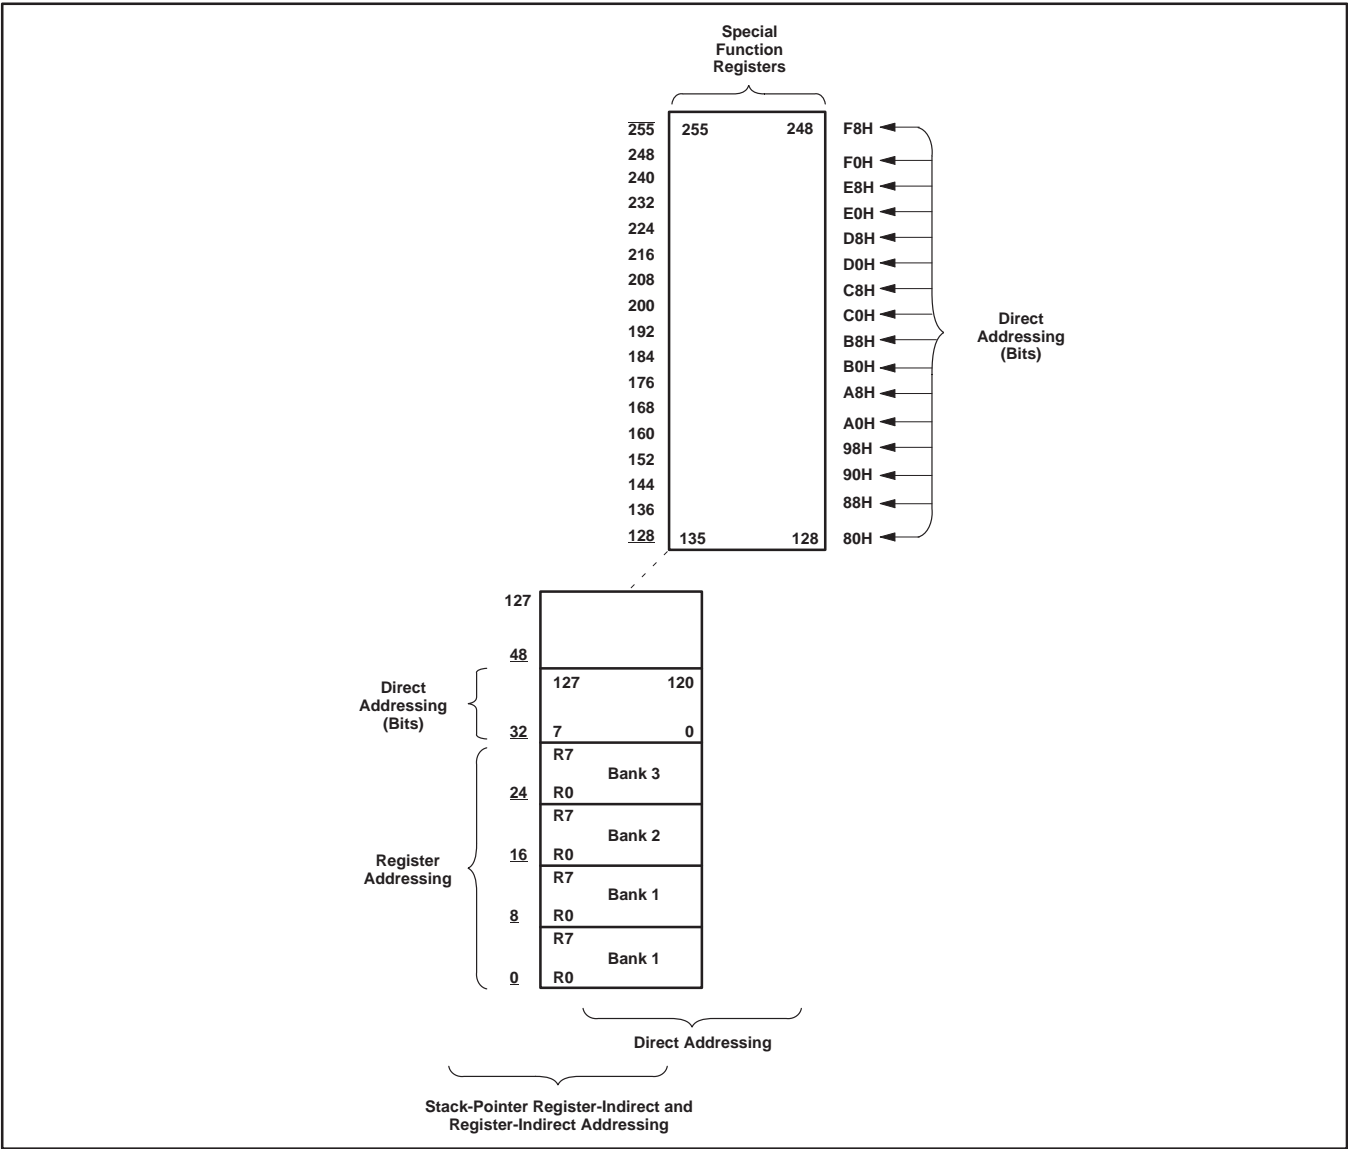 Special
Function
Registers
255 255 248 F8H
248 F0H
240 E8H
232 E0H
224 D8H
216 D0H
208 C8H
200 C0H
192 B8H
184 B0H
176 A8H
168 A0H
160 98H
152 90H
144 88H
136
128 135 128 80H
Direct
Addressing
(Bits)
127
48
Direct
Addressing
(Bits)
127 120
32 7 0
R7
Bank 3
24 R0
R7
Bank 2
16 R0
Register
Addressing
R7
Bank 1
8 R0
R7
Bank 1
0 R0
Direct Addressing
Stack-Pointer Register-Indirect and
Register-Indirect Addressing